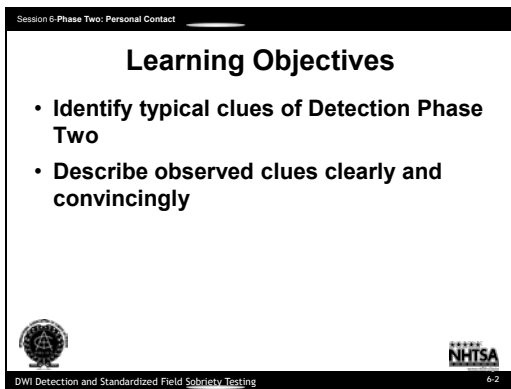 Session 6-Phase Two: Personal Contact
Learning Objectives
• Identify typical clues of Detection Phase
Two
• Describe observed clues clearly and
convincingly
NHTSA
DWI Detection and Standardized Field Sobriety Testing
6-2